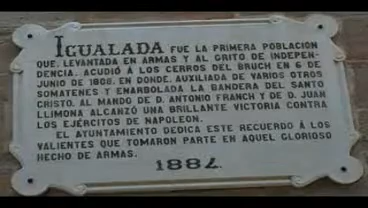 IGUALADA FUE LA PRIMERA POBLACION
QUE, LEVANTADA EN ARMAS Y AL GRITO DE INDEPEN-
DENCIA, ACUDIÓ Á LOS CERROS DEL BRUCH EN 6 DE
JUNIO DE 1808, EN DONDE, AUXILIADA DE VARIOS OTROS
SOMATENES Y ENARBOLADA LA BANDERA DEL SANTO
CRISTO, AL MANDO DE D. ANTONIO FRANCH Y DE D. JUAN
LLIMONA ALCANZÓ UNA BRILLANTE VICTORIA CONTRA
LOS EJÉRCITOS DE NAPOLEON.
EL AYUNTAMIENTO DEDICA ESTE RECUERDO Á LOS
VALIENTES QUE TOMARON PARTE EN AQUEL GLORIOSO
HECHO DE ARMAS.
1884.